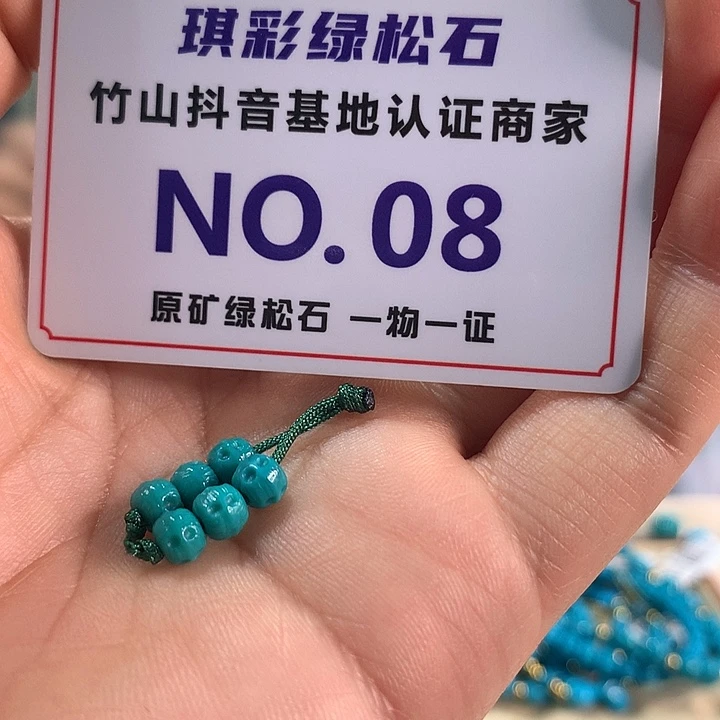 琪彩绿松石
竹山抖音基地认证商家
NO.08
原矿绿松石 一物一证